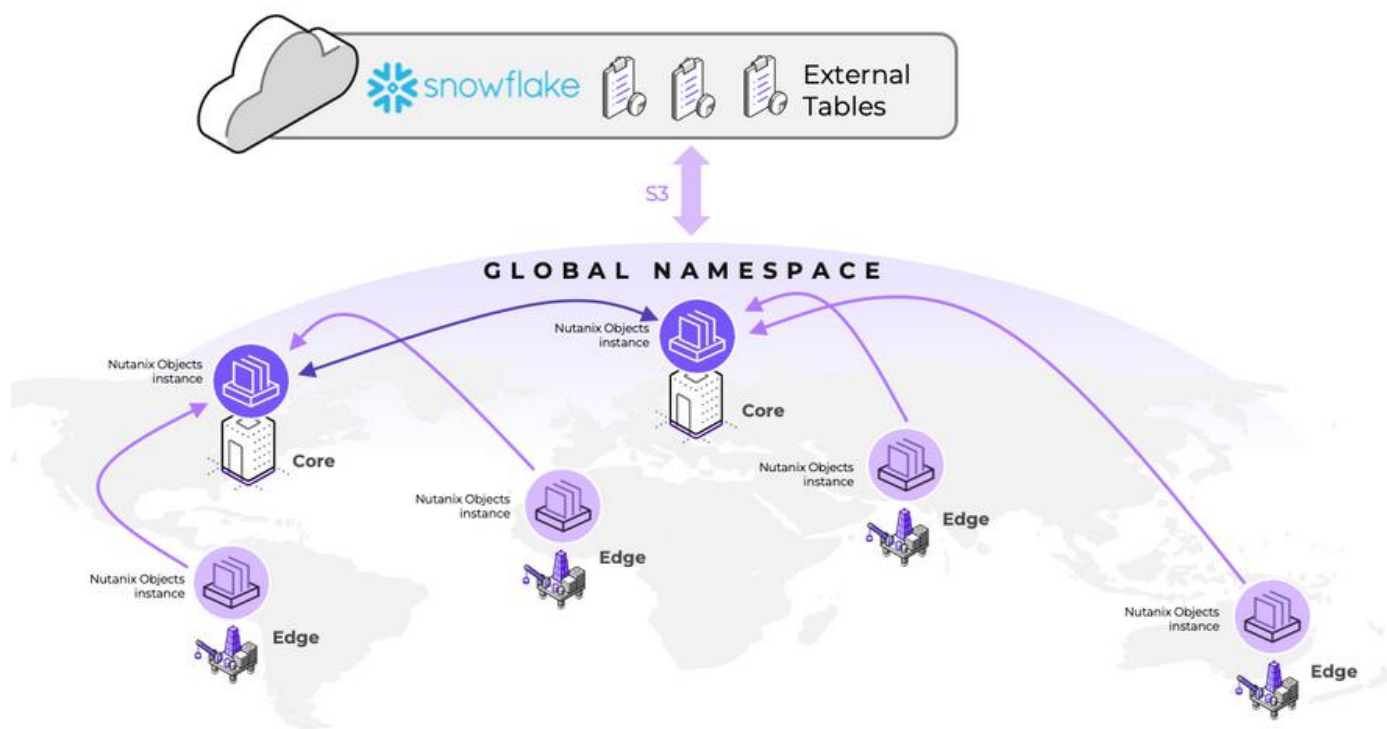 snowflake
External
Tables
S3
GLOBAL NAMESPACE
Nutanix Objects
instance
Core
Nutanix Objects
instance
Core
Nutanix Objects
instance
Edge
Nutanix Objects
instance
Edge
Nutanix Objects
instance
Edge
Nutanix Objects
instance
Edge